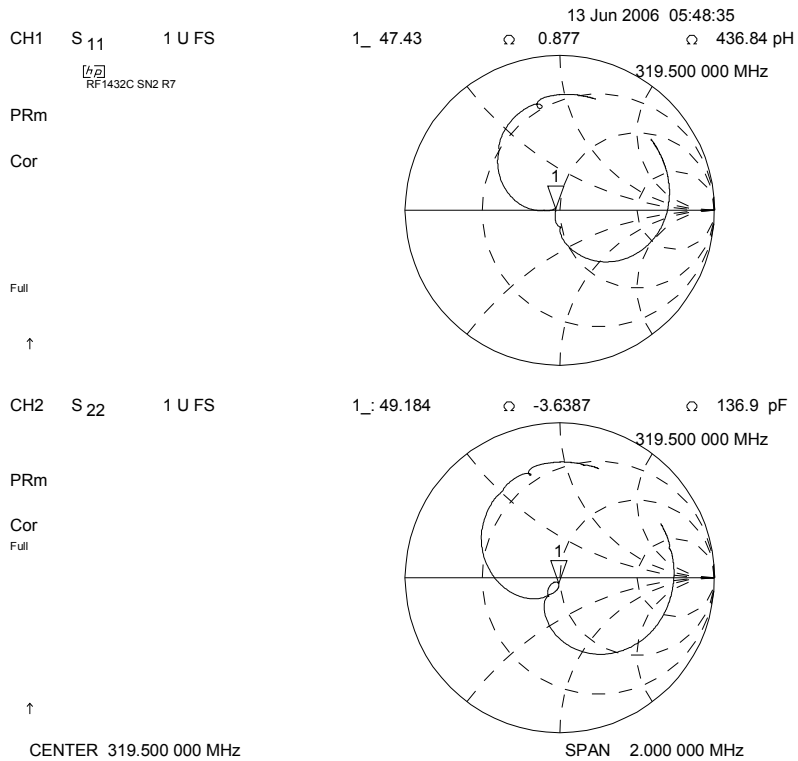 13 Jun 2006 05:48:35
CH1 S 11 1 U FS 1_ 47.43 Ω 0.877 Ω 436.84 pH
hp
RF1432C SN2 R7
319.500 000 MHz
PRm
Cor
1
Full
↑
CH2 S 22 1 U FS 1_: 49.184 Ω -3.6387 Ω 136.9 pF
319.500 000 MHz
PRm
Cor
Full
1
↑
CENTER 319.500 000 MHz SPAN 2.000 000 MHz